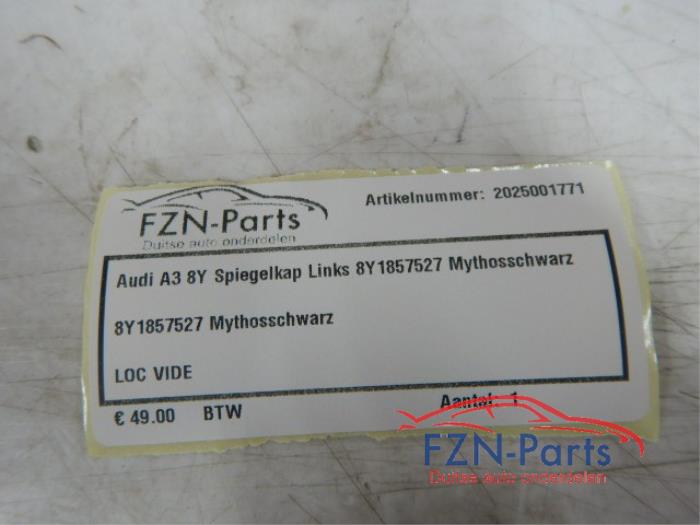 Artikelnummer: 2025001771
FZN-Parts
Duitse auto onderdelen
Audi A3 8Y Spiegelkap Links 8Y1857527 Mythosschwarz
8Y1857527 Mythosschwarz
LOC VIDE
€ 49.00 BTW Aantal: 1
FZN-Parts
Duitse auto onderdelen